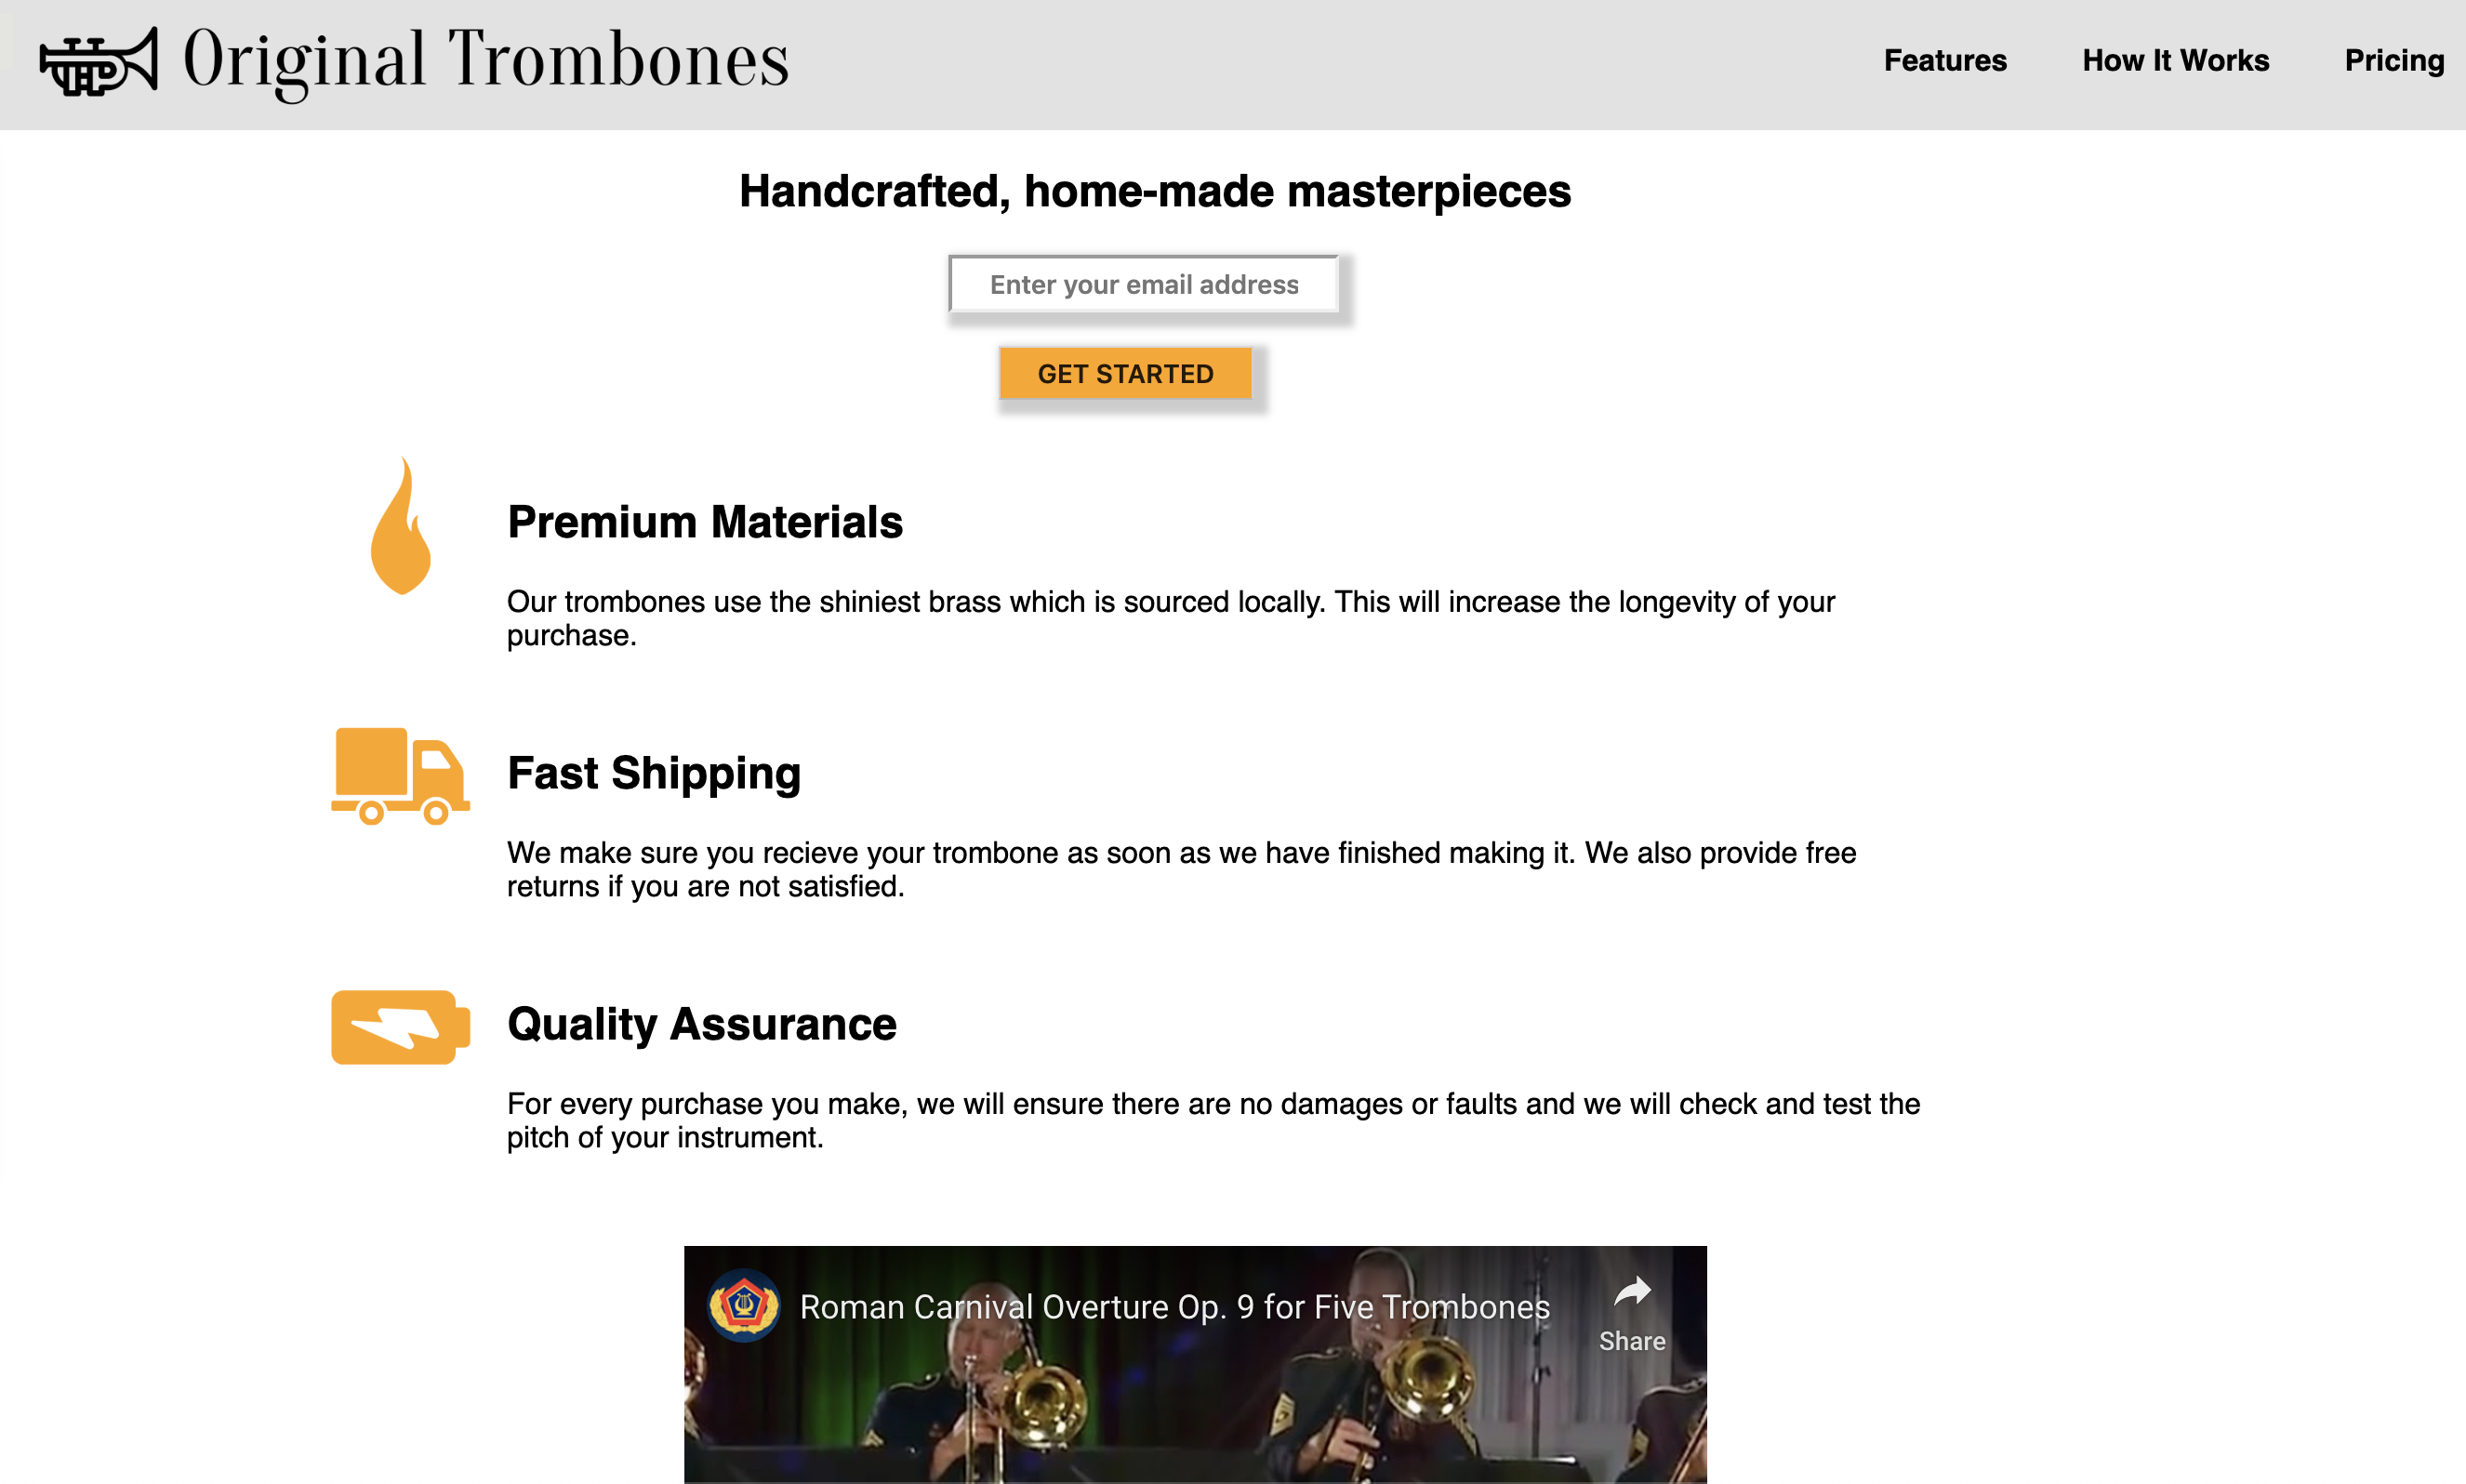 Original Trombones
Features
How It Works
Pricing
Handcrafted, home-made masterpieces
Enter your email address
GET STARTED
Premium Materials
Our trombones use the shiniest brass which is sourced locally. This will increase the longevity of your
purchase.
Fast Shipping
We make sure you recieve your trombone as soon as we have finished making it. We also provide free
returns if you are not satisfied.
Quality Assurance
For every purchase you make, we will ensure there are no damages or faults and we will check and test the
pitch of your instrument.
Roman Carnival Overture Op. 9 for Five Trombones
Share